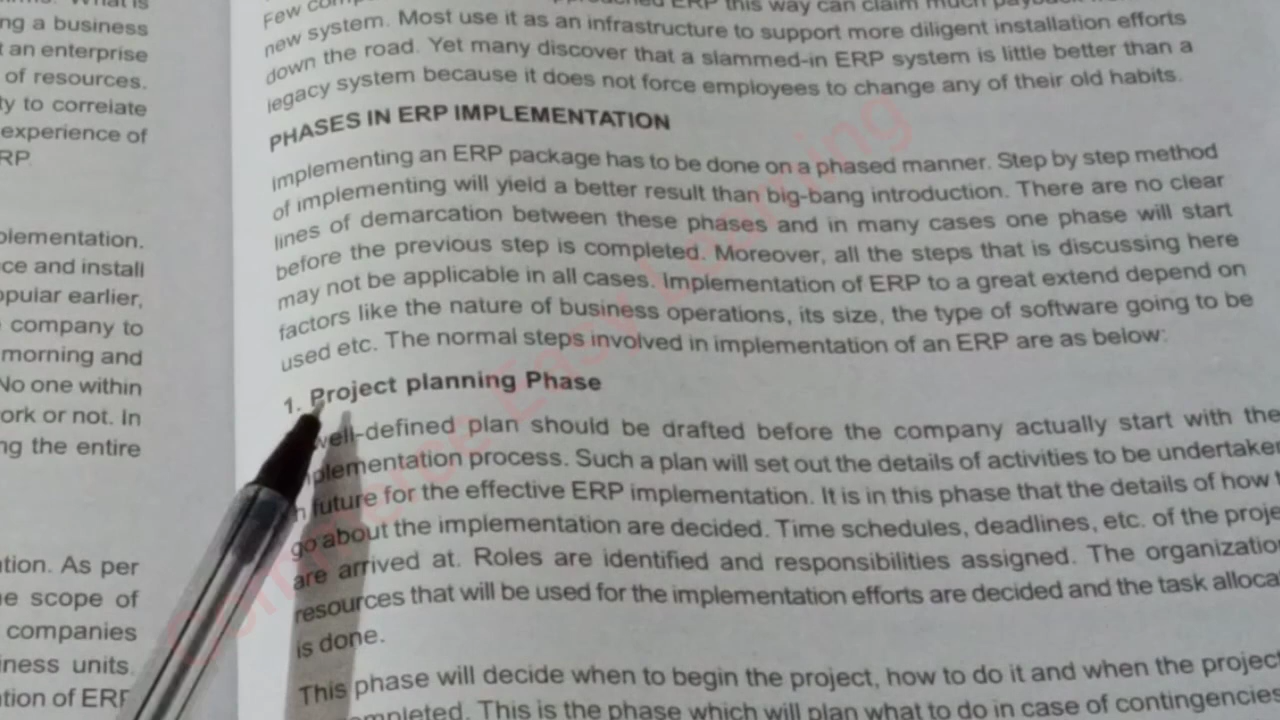 ng a business
an enterprise
of resources.
ty to correlate
experience of
RP.
plementation.
ce and install
opular earlier,
company to
morning and
No one within
ork or not. In
ng the entire
ation. As per
e scope of
companies
iness units.
ation of ERP
new system. Most use it as an infrastructure to support more diligent installation efforts
down the road. Yet many discover that a slammed-in ERP system is little better than a
legacy system because it does not force employees to change any of their old habits.
PHASES IN ERP IMPLEMENTATION
Implementing an ERP package has to be done on a phased manner. Step by step method
of implementing will yield a better result than big-bang introduction. There are no clear
lines of demarcation between these phases and in many cases one phase will start
before the previous step is completed. Moreover, all the steps that is discussing here
may not be applicable in all cases. Implementation of ERP to a great extend depend on
factors like the nature of business operations, its size, the type of software going to be
used etc. The normal steps involved in implementation of an ERP are as below:
1. Project planning Phase
well-defined plan should be drafted before the company actually start with the
plementation process. Such a plan will set out the details of activities to be undertaken
n future for the effective ERP implementation. It is in this phase that the details of how
go about the implementation are decided. Time schedules, deadlines, etc. of the proje
are arrived at. Roles are identified and responsibilities assigned. The organizatio
resources that will be used for the implementation efforts are decided and the task alloca
is done.
This phase will decide when to begin the project, how to do it and when the project
mpleted. This is the phase which will plan what to do in case of contingencies
Commerce Easy Learning